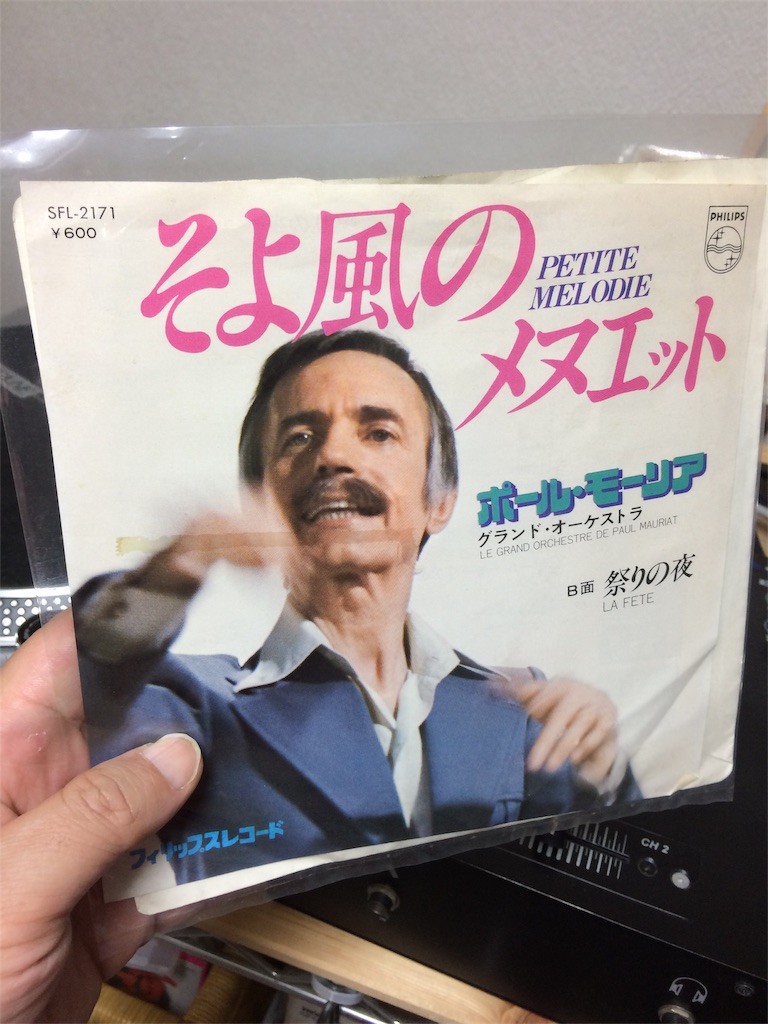 SFL-2171
¥600
そよ風の
PETITE
MELODIE
メヌエット
PHILIPS
ポール・モーリア
グランド・オーケストラ
LE GRAND ORCHESTRE DE PAUL MAURIAT
B面 祭りの夜
LA FETE
フィリップスレコード
CH 2